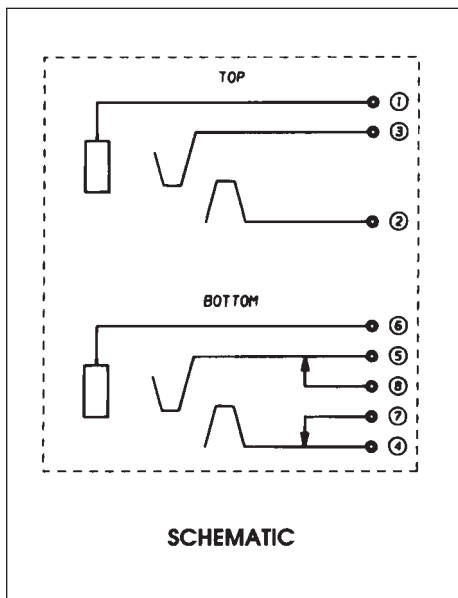 TOP
①
③
②
BOTTOM
⑥
⑤
⑧
⑦
④
SCHEMATIC